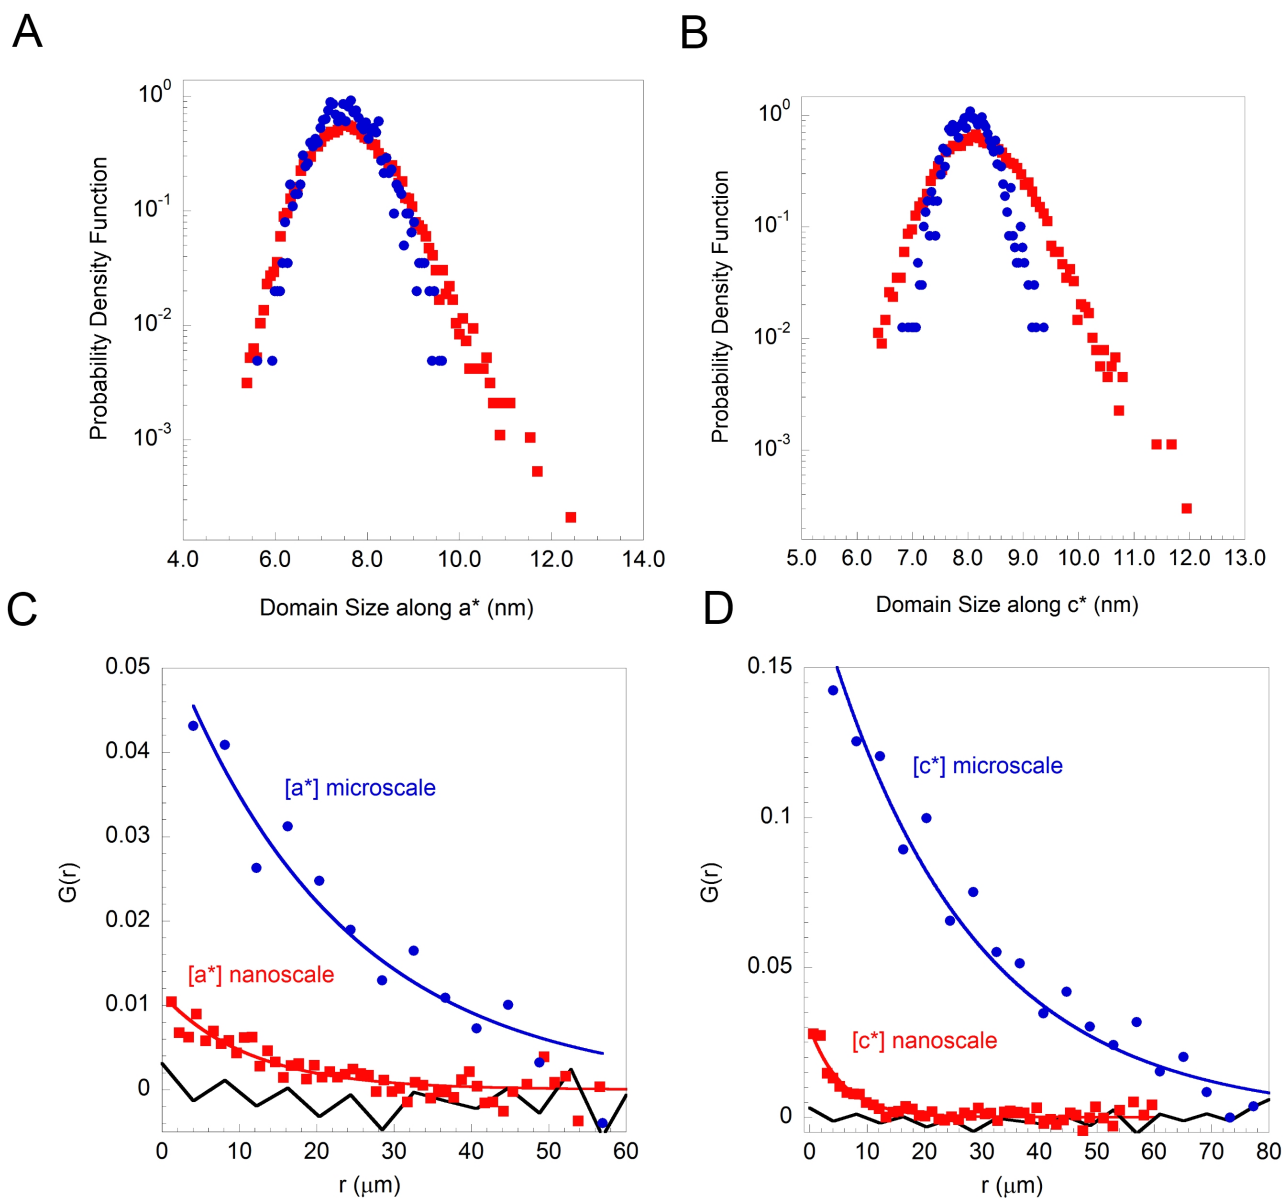 A
Probability Density Function
10^0
10^-1
10^-2
10^-3
4.0 6.0 8.0 10.0 12.0 14.0
Domain Size along a* (nm)
B
Probability Density Function
10^0
10^-1
10^-2
10^-3
5.0 6.0 7.0 8.0 9.0 10.0 11.0 12.0 13.0
Domain Size along c* (nm)
C
G(r)
0.05
0.04
0.03
0.02
0.01
0
[a*] microscale
[a*] nanoscale
0 10 20 30 40 50 60
r (μm)
D
G(r)
0.15
0.1
0.05
0
[c*] microscale
[c*] nanoscale
0 10 20 30 40 50 60 70 80
r (μm)